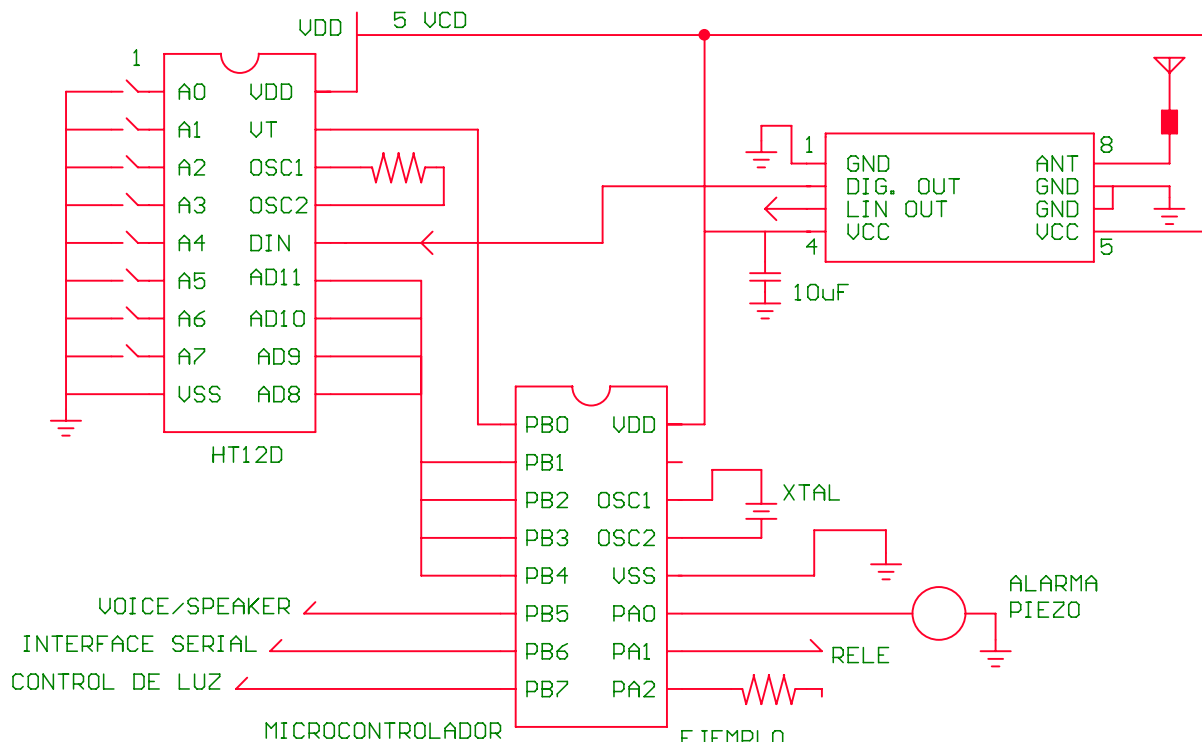 VDD 5 VCD
1
A0 VDD
A1 VT
A2 OSC1
A3 OSC2
A4 DIN
A5 AD11
A6 AD10
A7 AD9
VSS AD8
HT12D
1 8
GND ANT
DIG. OUT GND
LIN OUT GND
VCC VCC
4 5
10uF
PB0 VDD
PB1
PB2 OSC1
PB3 OSC2
PB4 VSS
PB5 PA0
PB6 PA1
PB7 PA2
XTAL
ALARMA
PIEZO
RELE
VOICE/SPEAKER
INTERFACE SERIAL
CONTROL DE LUZ
MICROCONTROLADOR
EJEMPLO